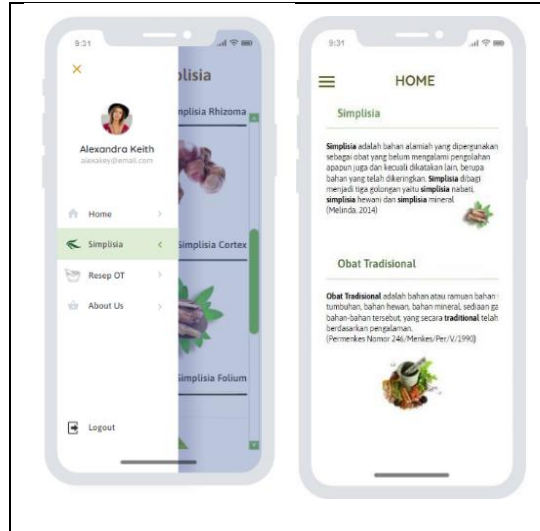 9:31
plisia
Alexandra Keith
alexakey@email.com
mplisia Rhizoma
Home
Simplisia
Simplisia Cortex
Resep OT
About Us
Simplisia Folium
Logout
9:31
HOME
Simplisia
Simplisia adalah bahan alamiah yang dipergunakan
sebagai obat yang belum mengalami pengolahan
apapun juga dan kecuali dikatakan lain, berupa
bahan yang telah dikeringkan. Simplisia dibagi
menjadi tiga golongan yaitu simplisia nabati,
simplisia hewani dan simplisia mineral
(Melinda, 2014)
Obat Tradisional
Obat Tradisional adalah bahan atau ramuan bahan
tumbuhan, bahan hewan, bahan mineral, sediaan ga
bahan-bahan tersebut, yang secara traditional telah
berdasarkan pengalaman.
(Permenkes Nomor 246/Menkes/Per/V/1990)